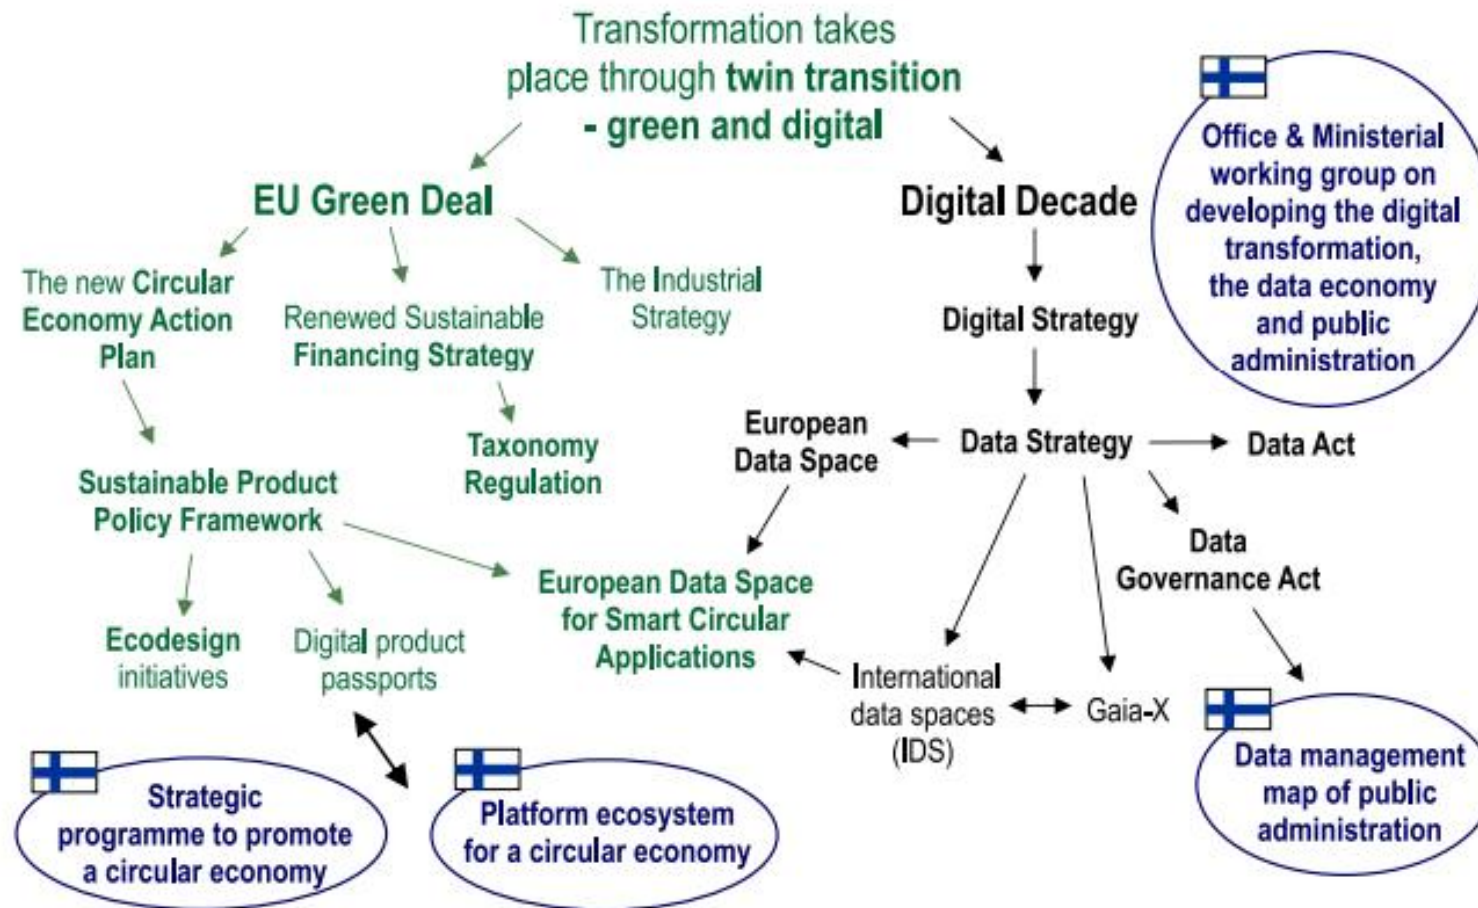 Transformation takes
place through twin transition
- green and digital
EU Green Deal
Digital Decade
Office & Ministerial
working group on
developing the digital
transformation,
the data economy
and public
administration
The new Circular
Economy Action
Plan
Renewed Sustainable
Financing Strategy
The Industrial
Strategy
Digital Strategy
European
Data Space
Data Strategy
Data Act
Taxonomy
Regulation
Sustainable Product
Policy Framework
Data
Governance Act
European Data Space
for Smart Circular
Applications
Ecodesign
initiatives
Digital product
passports
International
data spaces
(IDS)
Gaia-X
Strategic
programme to promote
a circular economy
Platform ecosystem
for a circular economy
Data management
map of public
administration